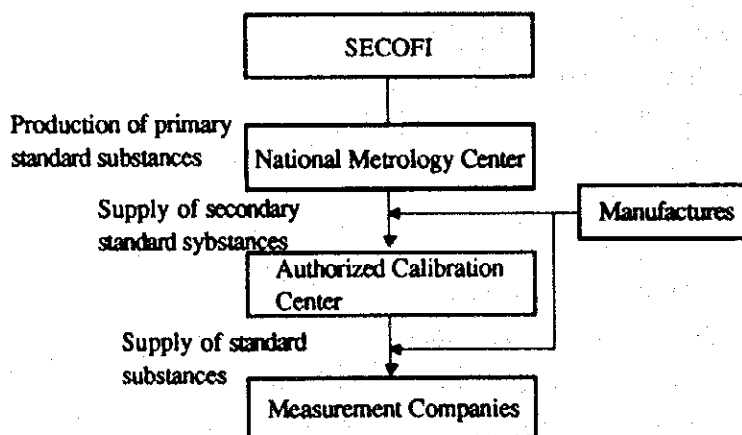 SECOFI
Production of primary
standard substances
National Metrology Center
Supply of secondary
standard sybstances
Manufactures
Authorized Calibration
Center
Supply of standard
substances
Measurement Companies